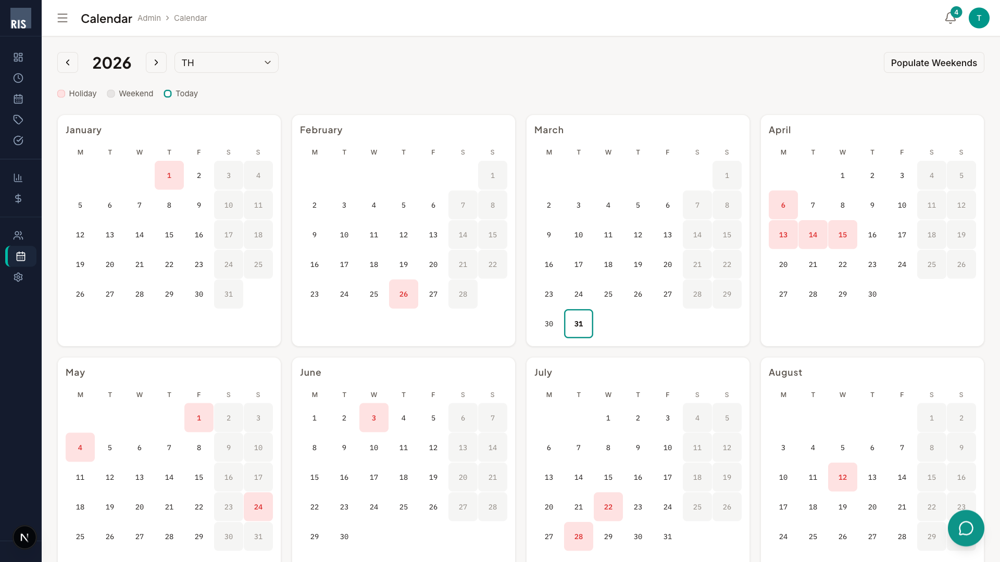 RIS
Calendar Admin Calendar
4
T
2026
TH
Populate Weekends
Holiday Weekend Today
January
M T W T F S S
1 2 3 4
5 6 7 8 9 10 11
12 13 14 15 16 17 18
19 20 21 22 23 24 25
26 27 28 29 30 31
February
M T W T F S S
1
2 3 4 5 6 7 8
9 10 11 12 13 14 15
16 17 18 19 20 21 22
23 24 25 26 27 28
March
M T W T F S S
1
2 3 4 5 6 7 8
9 10 11 12 13 14 15
16 17 18 19 20 21 22
23 24 25 26 27 28 29
30 31
April
M T W T F S S
1 2 3 4 5
6 7 8 9 10 11 12
13 14 15 16 17 18 19
20 21 22 23 24 25 26
27 28 29 30
May
M T W T F S S
1 2 3
4 5 6 7 8 9 10
11 12 13 14 15 16 17
18 19 20 21 22 23 24
25 26 27 28 29 30 31
June
M T W T F S S
1 2 3 4 5 6 7
8 9 10 11 12 13 14
15 16 17 18 19 20 21
22 23 24 25 26 27 28
29 30
July
M T W T F S S
1 2 3 4 5
6 7 8 9 10 11 12
13 14 15 16 17 18 19
20 21 22 23 24 25 26
27 28 29 30 31
August
M T W T F S S
1 2
3 4 5 6 7 8 9
10 11 12 13 14 15 16
17 18 19 20 21 22 23
24 25 26 27 28 29
N